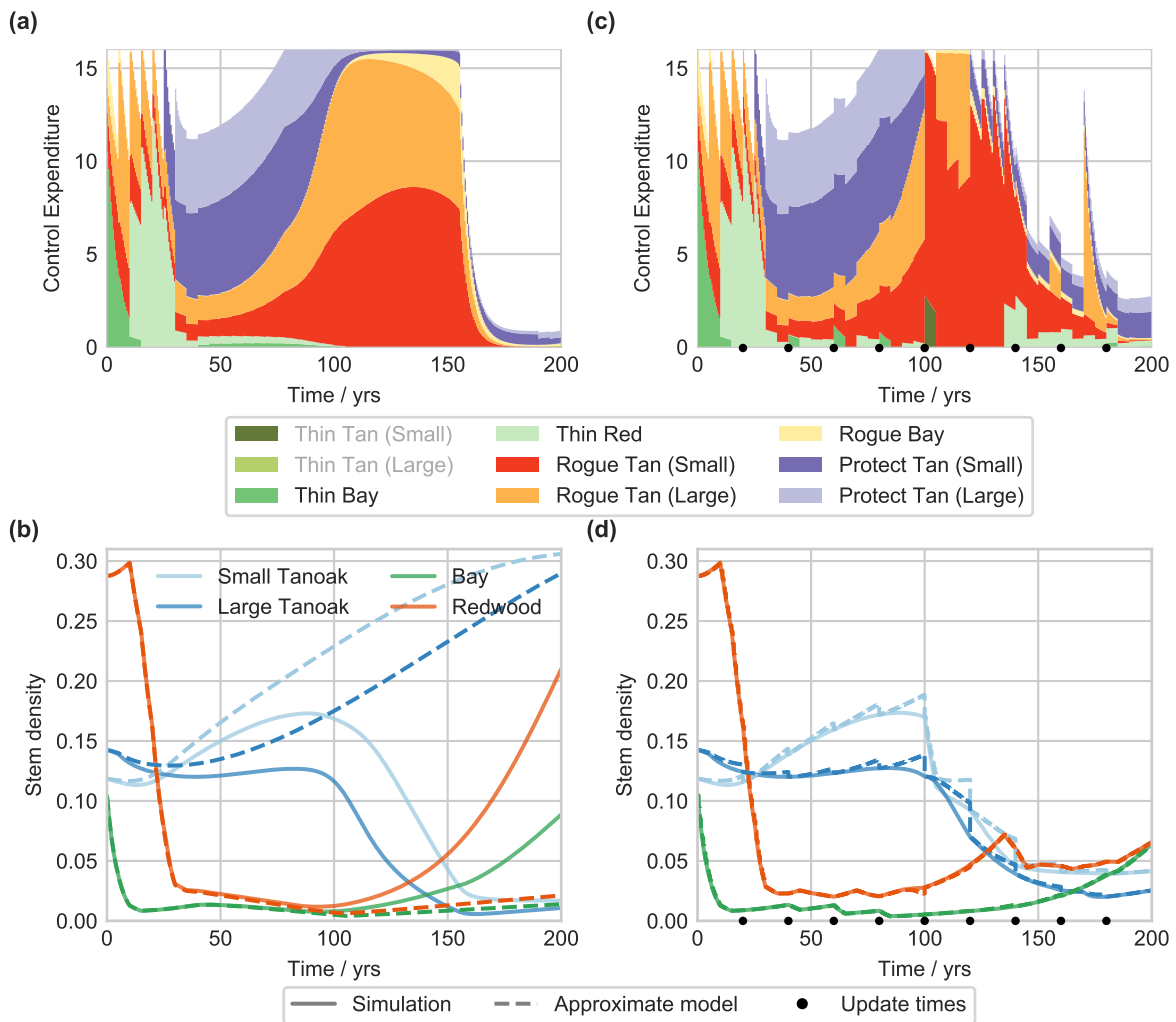 (a)
(c)
15
10
5
0
Control Expenditure
0 50 100 150 200
Time / yrs
15
10
5
0
Control Expenditure
0 50 100 150 200
Time / yrs
Thin Tan (Small)
Thin Tan (Large)
Thin Bay
Thin Red
Rogue Tan (Small)
Rogue Tan (Large)
Rogue Bay
Protect Tan (Small)
Protect Tan (Large)
(b)
(d)
0.30
0.25
0.20
0.15
0.10
0.05
0.00
Stem density
Small Tanoak
Large Tanoak
Bay
Redwood
0 50 100 150 200
Time / yrs
0.30
0.25
0.20
0.15
0.10
0.05
0.00
Stem density
0 50 100 150 200
Time / yrs
Simulation
Approximate model
Update times